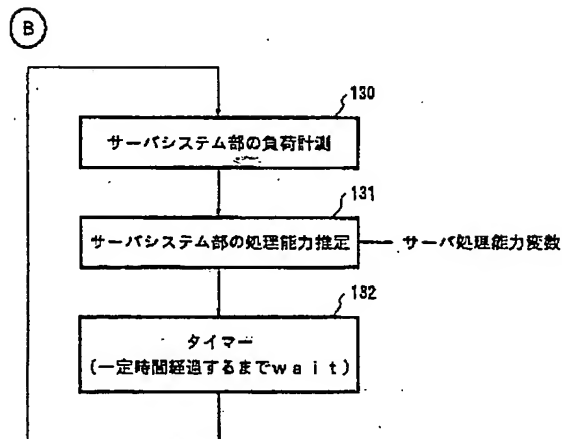 B
130
サーバシステム部の負荷計測
131
サーバシステム部の処理能力推定
サーバ処理能力変数
132
タイマー
(一定時間経過するまでwait)